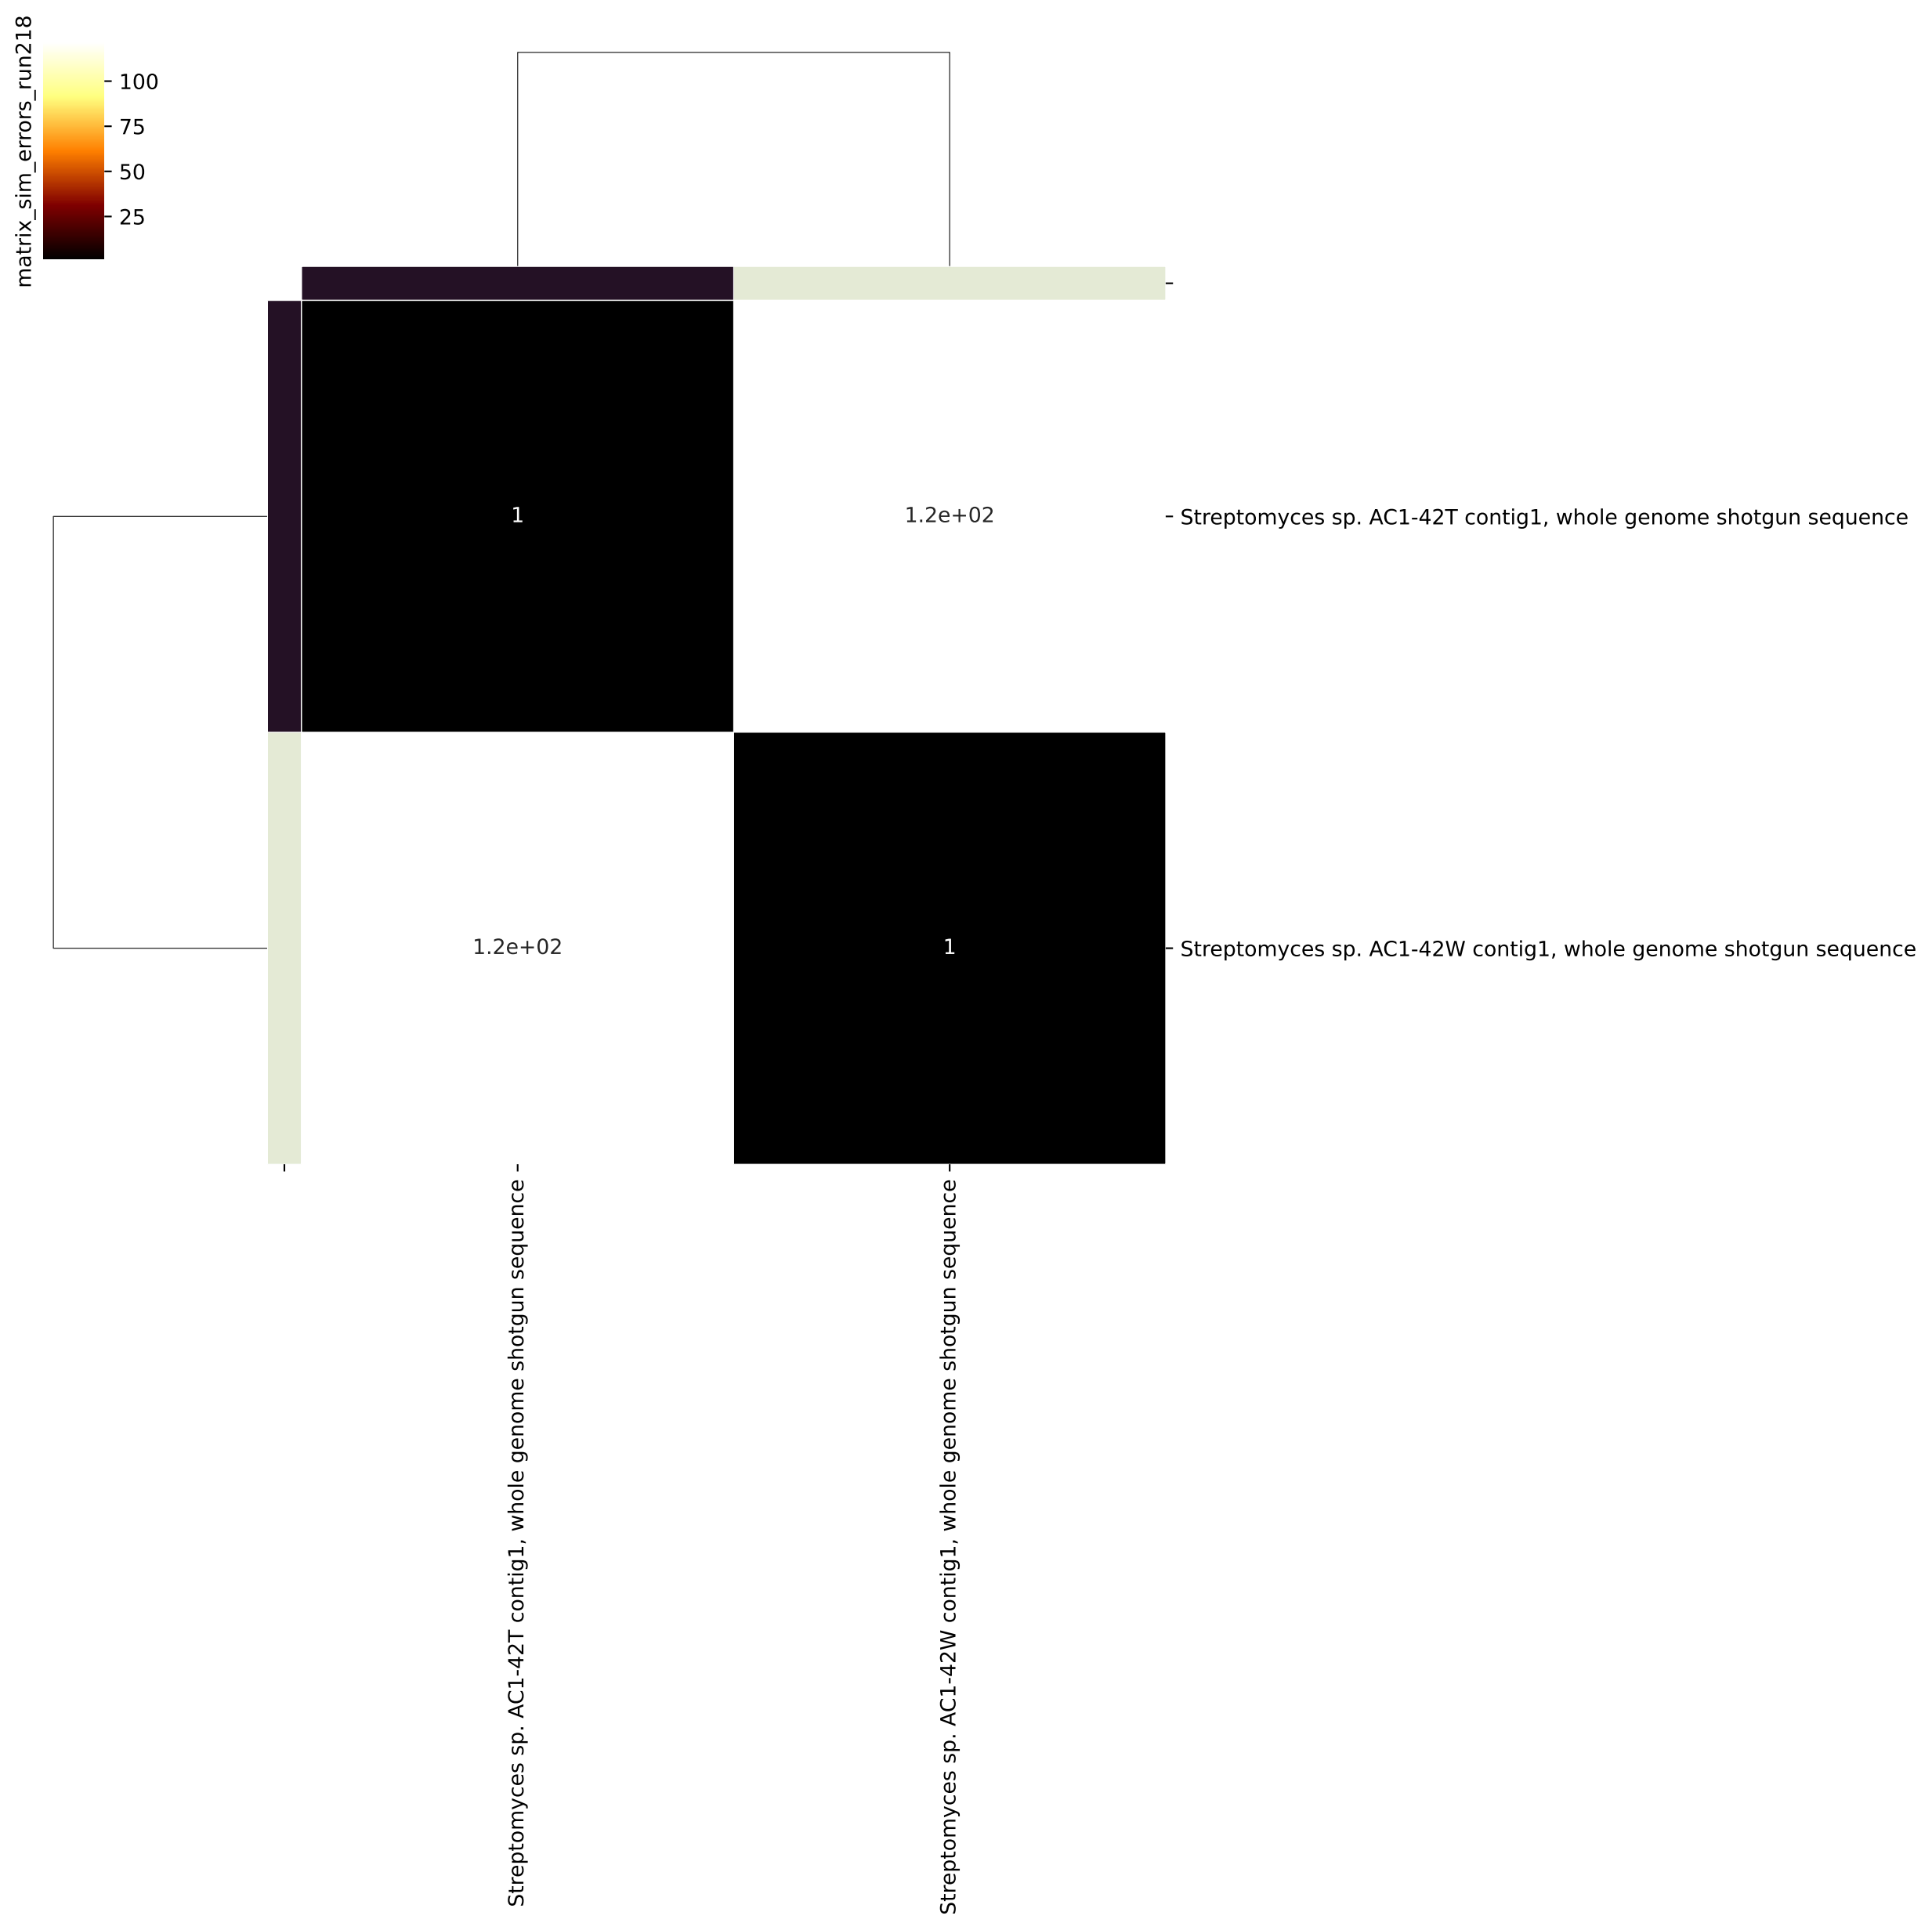 matrix_sim_errors_run218
100
75
50
25
1
1.2e+02
Streptomyces sp. AC1-42T contig1, whole genome shotgun sequence
1.2e+02
1
Streptomyces sp. AC1-42W contig1, whole genome shotgun sequence
Streptomyces sp. AC1-42T contig1, whole genome shotgun sequence
Streptomyces sp. AC1-42W contig1, whole genome shotgun sequence